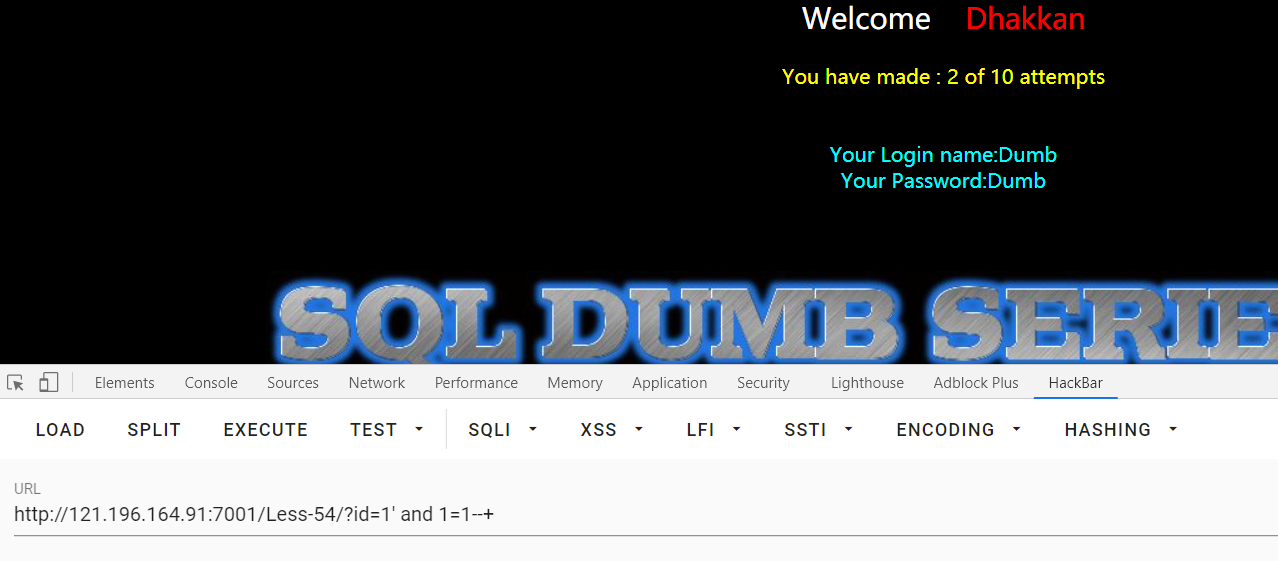 Welcome Dhakkan
You have made : 2 of 10 attempts
Your Login name:Dumb
Your Password:Dumb
SQL DUMB SERIE
Elements Console Sources Network Performance Memory Application Security Lighthouse Adblock Plus HackBar
LOAD SPLIT EXECUTE TEST SQLI XSS LFI SSTI ENCODING HASHING
URL
http://121.196.164.91:7001/Less-54/?id=1' and 1=1--+